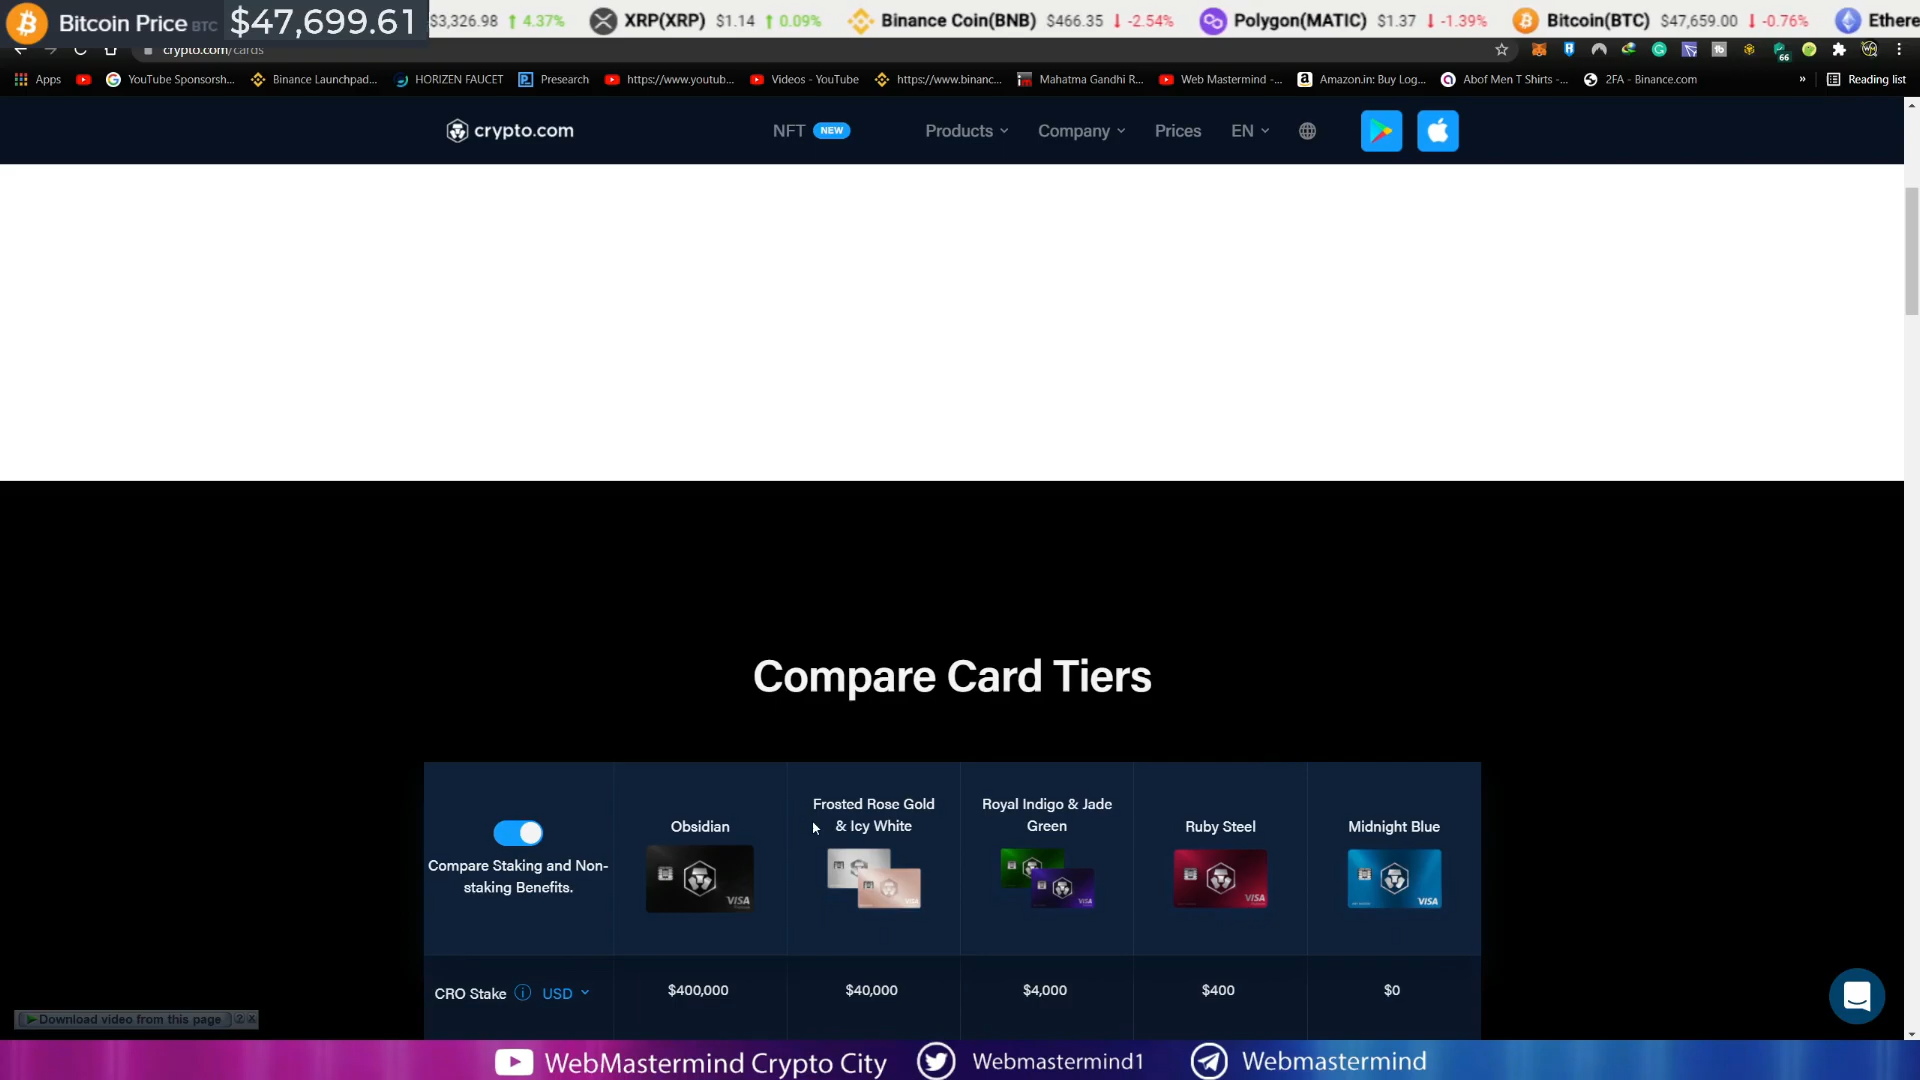 Bitcoin Price BTC $47,699.61 $3,326.98 ↑ 4.37% XRP(XRP) $1.14 ↑ 0.09% Binance Coin(BNB) $466.35 ↓ -2.54% Polygon(MATIC) $1.37 ↓ -1.39% Bitcoin(BTC) $47,659.00 ↓ -0.76% Ethere
crypto.com/cards
66
Apps YouTube Sponsorsh... Binance Launchpad... HORIZEN FAUCET Presearch https://www.youtub... Videos - YouTube https://www.binanc... Mahatma Gandhi R... Web Mastermind -... Amazon.in: Buy Log... Abof Men T Shirts -... 2FA - Binance.com » Reading list
crypto.com NFT NEW Products Company Prices EN
Compare Card Tiers
Compare Staking and Non-
staking Benefits.
Obsidian
VISA
Frosted Rose Gold
& Icy White
VISA
Royal Indigo & Jade
Green
VISA
Ruby Steel
VISA
Midnight Blue
VISA
CRO Stake USD $400,000 $40,000 $4,000 $400 $0
Download video from this page ? x
WebMastermind Crypto City Webmastermind1 Webmastermind